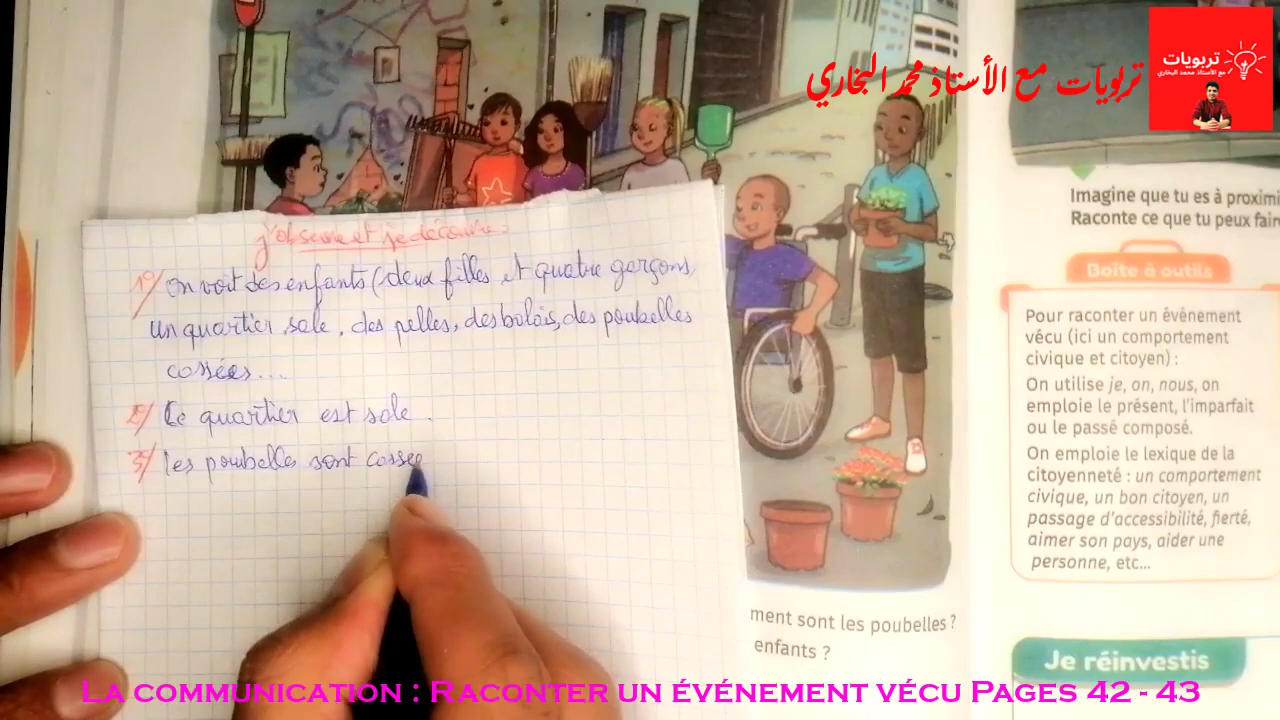 تربويات مع الأستاذ محمد البخاري
تربويات
مع الأستاذ محمد البخاري
j'observe et je découvre :
1°/ on voit des enfants (deux filles et quatre garçons,
un quartier sale, des pelles, des balais, des poubelles
cassées...
2°/ Le quartier est sale.
3°/ les poubelles sont cassée
Imagine que tu es à proximi
Raconte ce que tu peux fair
Boîte à outils
Pour raconter un événement
vécu (ici un comportement
civique et citoyen) :
On utilise je, on, nous, on
emploie le présent, l'imparfait
ou le passé composé.
On emploie le lexique de la
citoyenneté : un comportement
civique, un bon citoyen, un
passage d'accessibilité, fierté,
aimer son pays, aider une
personne, etc...
ment sont les poubelles ?
enfants ?
Je réinvestis
La communication : Raconter un événement vécu Pages 42 - 43